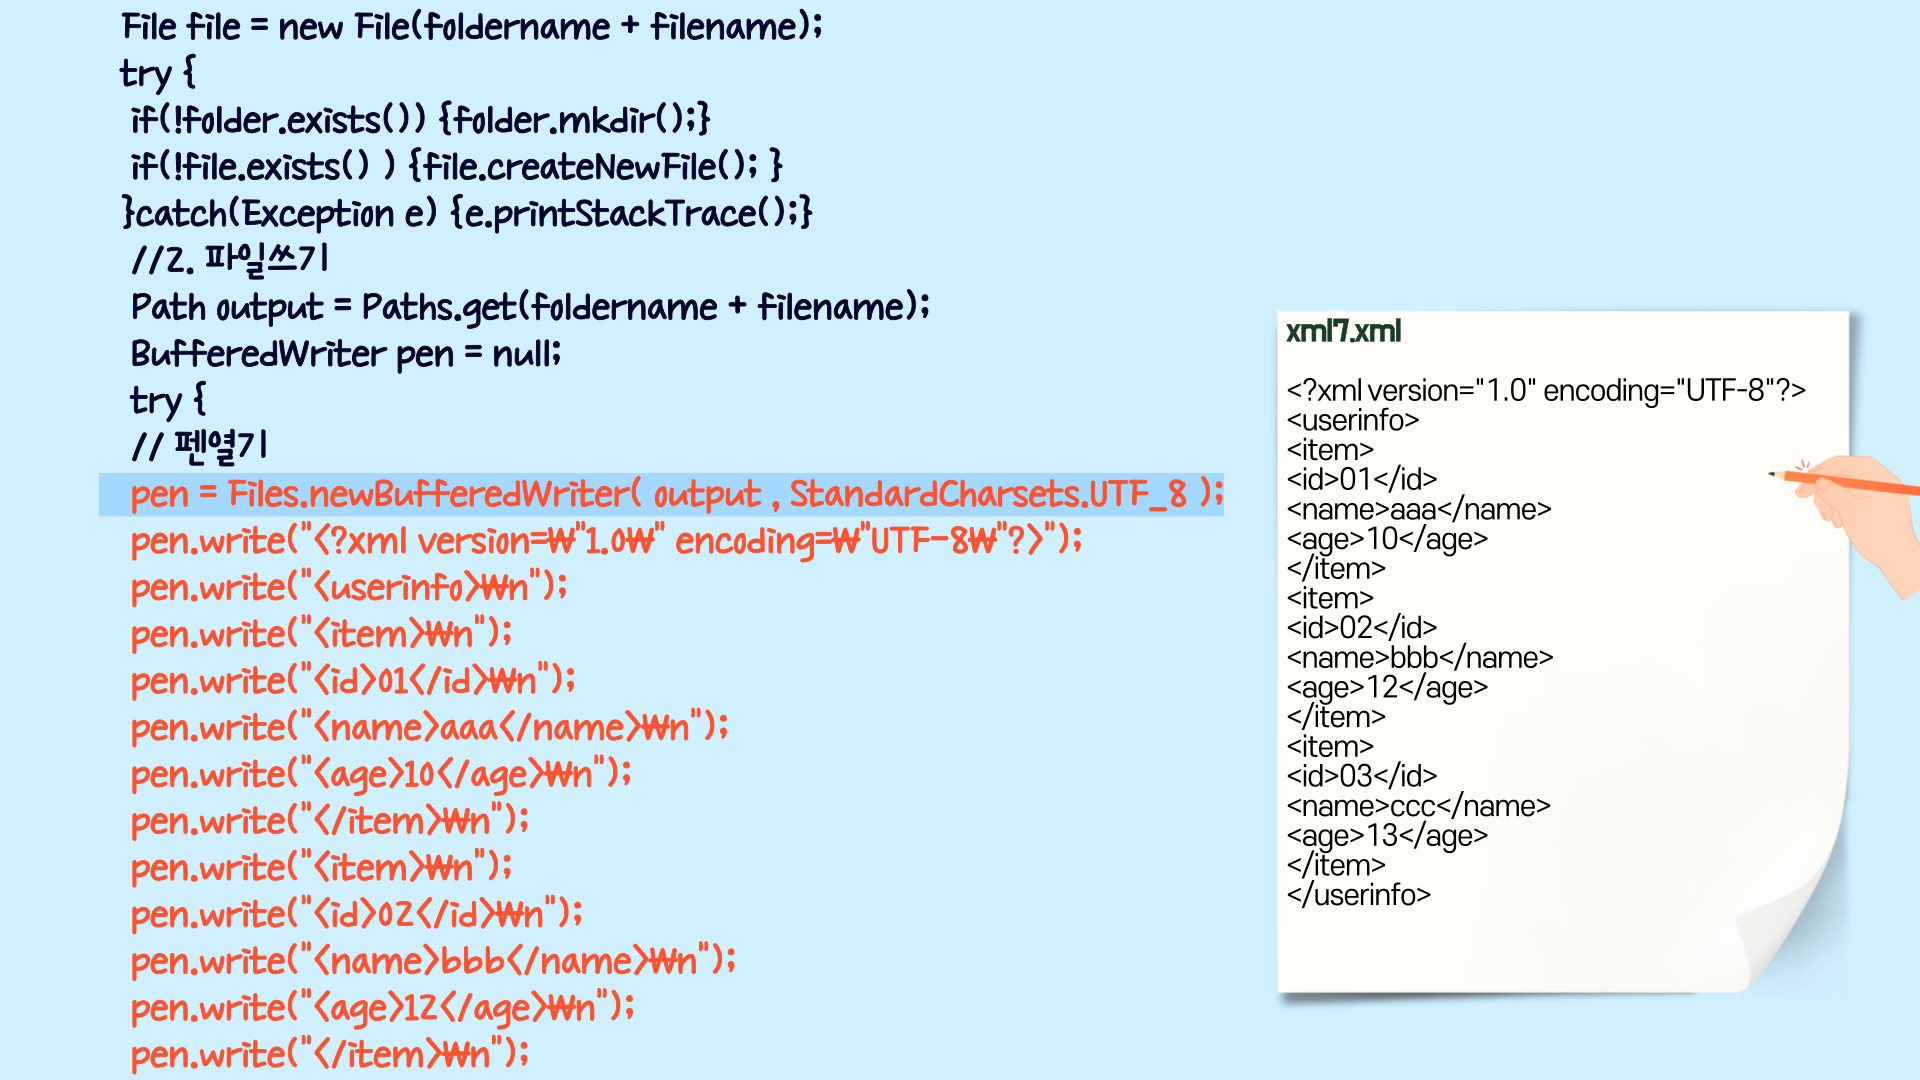 File file = new File(foldername + filename);
try {
if(!folder.exists()) {folder.mkdir();}
if(!file.exists() ) {file.createNewFile(); }
}catch(Exception e) {e.printStackTrace();}
//2. 파일쓰기
Path output = Paths.get(foldername + filename);
BufferedWriter pen = null;
try {
// 펜열기
pen = Files.newBufferedWriter( output , StandardCharsets.UTF_8 );
pen.write("<?xml version=₩"1.0₩" encoding=₩"UTF-8₩"?>");
pen.write("<userinfo>₩n");
pen.write("<item>₩n");
pen.write("<id>01</id>₩n");
pen.write("<name>aaa</name>₩n");
pen.write("<age>10</age>₩n");
pen.write("</item>₩n");
pen.write("<item>₩n");
pen.write("<id>02</id>₩n");
pen.write("<name>bbb</name>₩n");
pen.write("<age>12</age>₩n");
pen.write("</item>₩n");
xml7.xml
<?xml version="1.0" encoding="UTF-8"?>
<userinfo>
<item>
<id>01</id>
<name>aaa</name>
<age>10</age>
</item>
<item>
<id>02</id>
<name>bbb</name>
<age>12</age>
</item>
<item>
<id>03</id>
<name>ccc</name>
<age>13</age>
</item>
</userinfo>